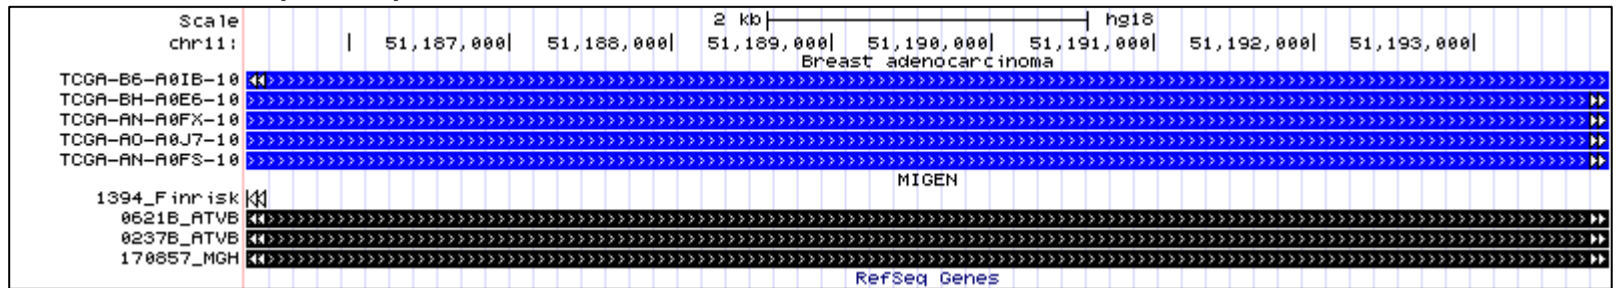 Scale 2 kb hg18
chr11: 51,187,000 51,188,000 51,189,000 51,190,000 51,191,000 51,192,000 51,193,000
Breast adenocarcinoma
TCGA-B6-A0IB-10
TCGA-BH-A0E6-10
TCGA-AN-A0FX-10
TCGA-AO-A0J7-10
TCGA-AN-A0FS-10
MIGEN
1394_Finrisk
0621B_ATVB
0237B_ATVB
170857_MGH
RefSeq Genes